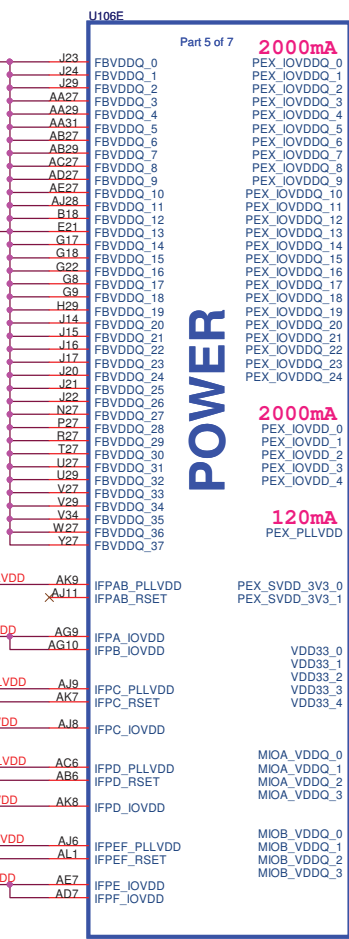 U106E
Part 5 of 7
2000mA
J23 FBVDDQ_0 PEX_IOVDDQ_0
J24 FBVDDQ_1 PEX_IOVDDQ_1
J29 FBVDDQ_2 PEX_IOVDDQ_2
AA27 FBVDDQ_3 PEX_IOVDDQ_3
AA29 FBVDDQ_4 PEX_IOVDDQ_4
AA31 FBVDDQ_5 PEX_IOVDDQ_5
AB27 FBVDDQ_6 PEX_IOVDDQ_6
AB29 FBVDDQ_7 PEX_IOVDDQ_7
AC27 FBVDDQ_8 PEX_IOVDDQ_8
AD27 FBVDDQ_9 PEX_IOVDDQ_9
AE27 FBVDDQ_10 PEX_IOVDDQ_10
AJ28 FBVDDQ_11 PEX_IOVDDQ_11
B18 FBVDDQ_12 PEX_IOVDDQ_12
E21 FBVDDQ_13 PEX_IOVDDQ_13
G17 FBVDDQ_14 PEX_IOVDDQ_14
G18 FBVDDQ_15 PEX_IOVDDQ_15
G22 FBVDDQ_16 PEX_IOVDDQ_16
G8 FBVDDQ_17 PEX_IOVDDQ_17
G9 FBVDDQ_18 PEX_IOVDDQ_18
H29 FBVDDQ_19 PEX_IOVDDQ_19
J14 FBVDDQ_20 PEX_IOVDDQ_20
J15 FBVDDQ_21 PEX_IOVDDQ_21
J16 FBVDDQ_22 PEX_IOVDDQ_22
J17 FBVDDQ_23 PEX_IOVDDQ_23
J20 FBVDDQ_24 PEX_IOVDDQ_24
J21 FBVDDQ_25
J22 FBVDDQ_26
N27 FBVDDQ_27 2000mA
P27 FBVDDQ_28 PEX_IOVDD_0
R27 FBVDDQ_29 PEX_IOVDD_1
T27 FBVDDQ_30 PEX_IOVDD_2
U27 FBVDDQ_31 PEX_IOVDD_3
U29 FBVDDQ_32 PEX_IOVDD_4
V27 FBVDDQ_33
V29 FBVDDQ_34
V34 FBVDDQ_35 120mA
W27 FBVDDQ_36 PEX_PLLVDD
Y27 FBVDDQ_37
POWER
VDD AK9 IFPAB_PLLVDD PEX_SVDD_3V3_0
AJ11 IFPAB_RSET PEX_SVDD_3V3_1
DD AG9 IFPA_IOVDD
AG10 IFPB_IOVDD VDD33_0
VDD33_1
VDD33_2
LVDD AJ9 IFPC_PLLVDD VDD33_3
AK7 IFPC_RSET VDD33_4
VDD AJ8 IFPC_IOVDD
MIOA_VDDQ_0
LVDD AC6 IFPD_PLLVDD MIOA_VDDQ_1
AB6 IFPD_RSET MIOA_VDDQ_2
MIOA_VDDQ_3
VDD AK8 IFPD_IOVDD
MIOB_VDDQ_0
VDD AJ6 IFPEF_PLLVDD MIOB_VDDQ_1
AL1 IFPEF_RSET MIOB_VDDQ_2
MIOB_VDDQ_3
DD AE7 IFPE_IOVDD
AD7 IFPF_IOVDD